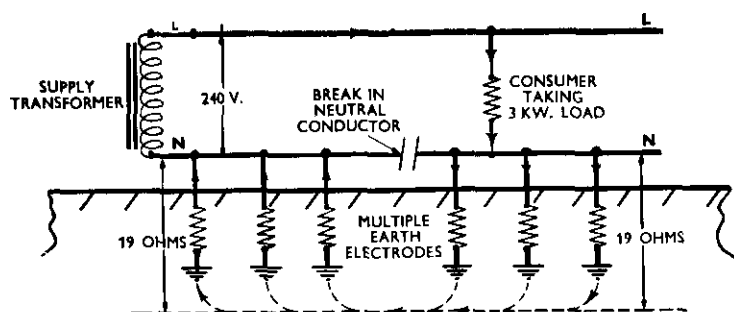 L
L
SUPPLY
TRANSFORMER
240 V.
BREAK IN
NEUTRAL
CONDUCTOR
CONSUMER
TAKING
3 KW. LOAD
N
N
19 OHMS
MULTIPLE
EARTH
ELECTRODES
19 OHMS